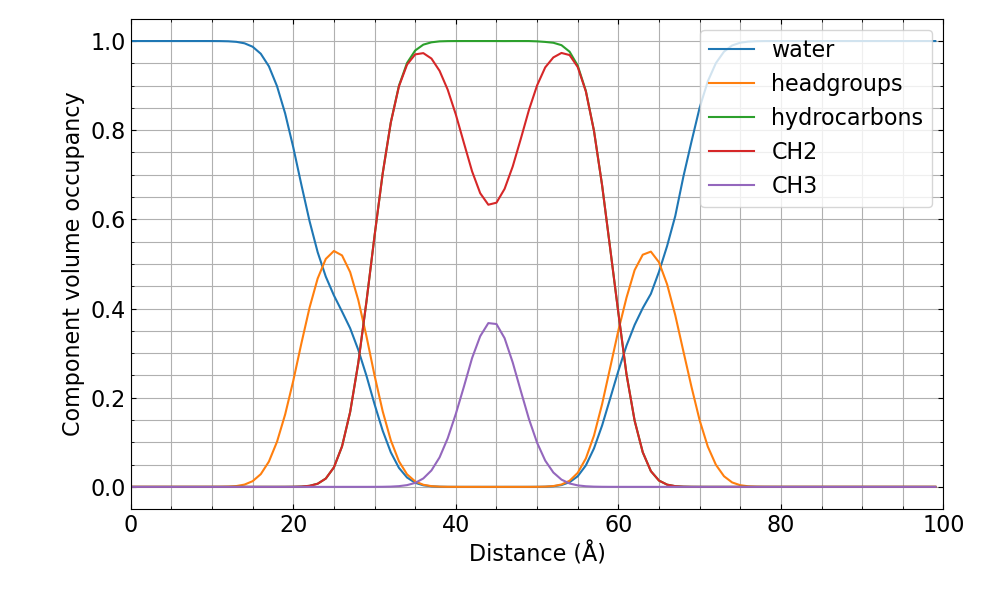 1.0
0.8
0.6
0.4
0.2
0.0
Component volume occupancy
0
20
40
60
80
100
Distance (Å)
water
headgroups
hydrocarbons
CH2
CH3